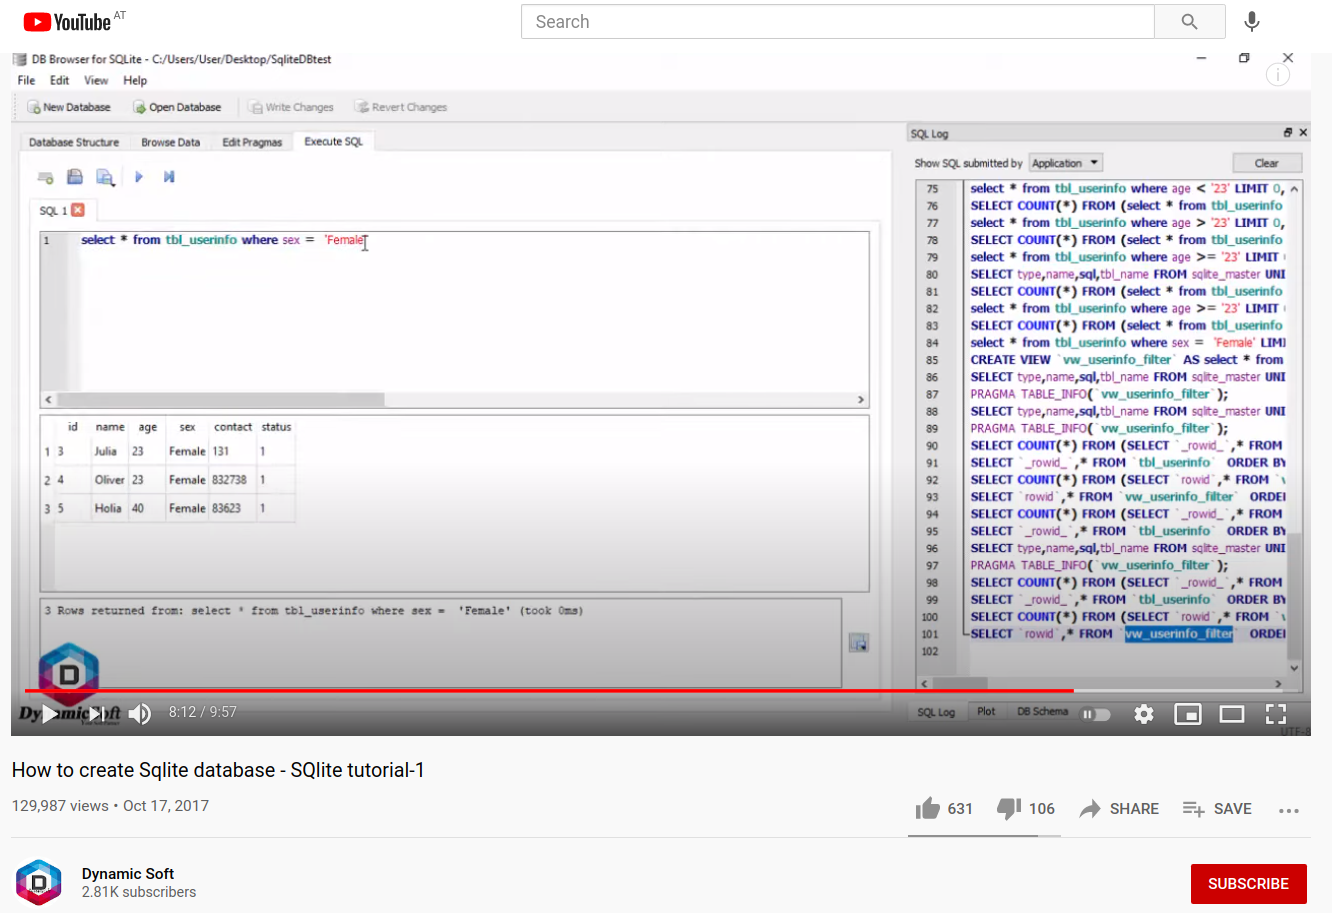 YouTube AT
Search
DB Browser for SQLite - C:/Users/User/Desktop/SqliteDBtest
File Edit View Help
New Database Open Database Write Changes Revert Changes
Database Structure Browse Data Edit Pragmas Execute SQL
SQL 1
1 select * from tbl_userinfo where sex = 'Female'
id name age sex contact status
1 3 Julia 23 Female 131 1
2 4 Oliver 23 Female 832738 1
3 5 Holia 40 Female 83623 1
3 Rows returned from: select * from tbl_userinfo where sex = 'Female' (took 0ms)
SQL Log
Show SQL submitted by Application Clear
75 select * from tbl_userinfo where age < '23' LIMIT 0,
76 SELECT COUNT(*) FROM (select * from tbl_userinfo
77 select * from tbl_userinfo where age > '23' LIMIT 0,
78 SELECT COUNT(*) FROM (select * from tbl_userinfo
79 select * from tbl_userinfo where age >= '23' LIMIT
80 SELECT type,name,sql,tbl_name FROM sqlite_master UNI
81 SELECT COUNT(*) FROM (select * from tbl_userinfo
82 select * from tbl_userinfo where age >= '23' LIMIT
83 SELECT COUNT(*) FROM (select * from tbl_userinfo
84 select * from tbl_userinfo where sex = 'Female' LIMI
85 CREATE VIEW `vw_userinfo_filter` AS select * from
86 SELECT type,name,sql,tbl_name FROM sqlite_master UNI
87 PRAGMA TABLE_INFO(`vw_userinfo_filter`);
88 SELECT type,name,sql,tbl_name FROM sqlite_master UNI
89 PRAGMA TABLE_INFO(`vw_userinfo_filter`);
90 SELECT COUNT(*) FROM (SELECT `_rowid_`,* FROM
91 SELECT `_rowid_`,* FROM `tbl_userinfo` ORDER BY
92 SELECT COUNT(*) FROM (SELECT `rowid`,* FROM `v
93 SELECT `rowid`,* FROM `vw_userinfo_filter` ORDEI
94 SELECT COUNT(*) FROM (SELECT `_rowid_`,* FROM
95 SELECT `_rowid_`,* FROM `tbl_userinfo` ORDER BY
96 SELECT type,name,sql,tbl_name FROM sqlite_master UNI
97 PRAGMA TABLE_INFO(`vw_userinfo_filter`);
98 SELECT COUNT(*) FROM (SELECT `_rowid_`,* FROM
99 SELECT `_rowid_`,* FROM `tbl_userinfo` ORDER BY
100 SELECT COUNT(*) FROM (SELECT `rowid`,* FROM `v
101 SELECT `rowid`,* FROM `vw_userinfo_filter` ORDEI
102
SQL Log Plot DB Schema
UTF-8
D
Dynamic Soft
8:12 / 9:57
How to create Sqlite database - SQlite tutorial-1
129,987 views • Oct 17, 2017
631 106 SHARE SAVE
D
Dynamic Soft
2.81K subscribers
SUBSCRIBE